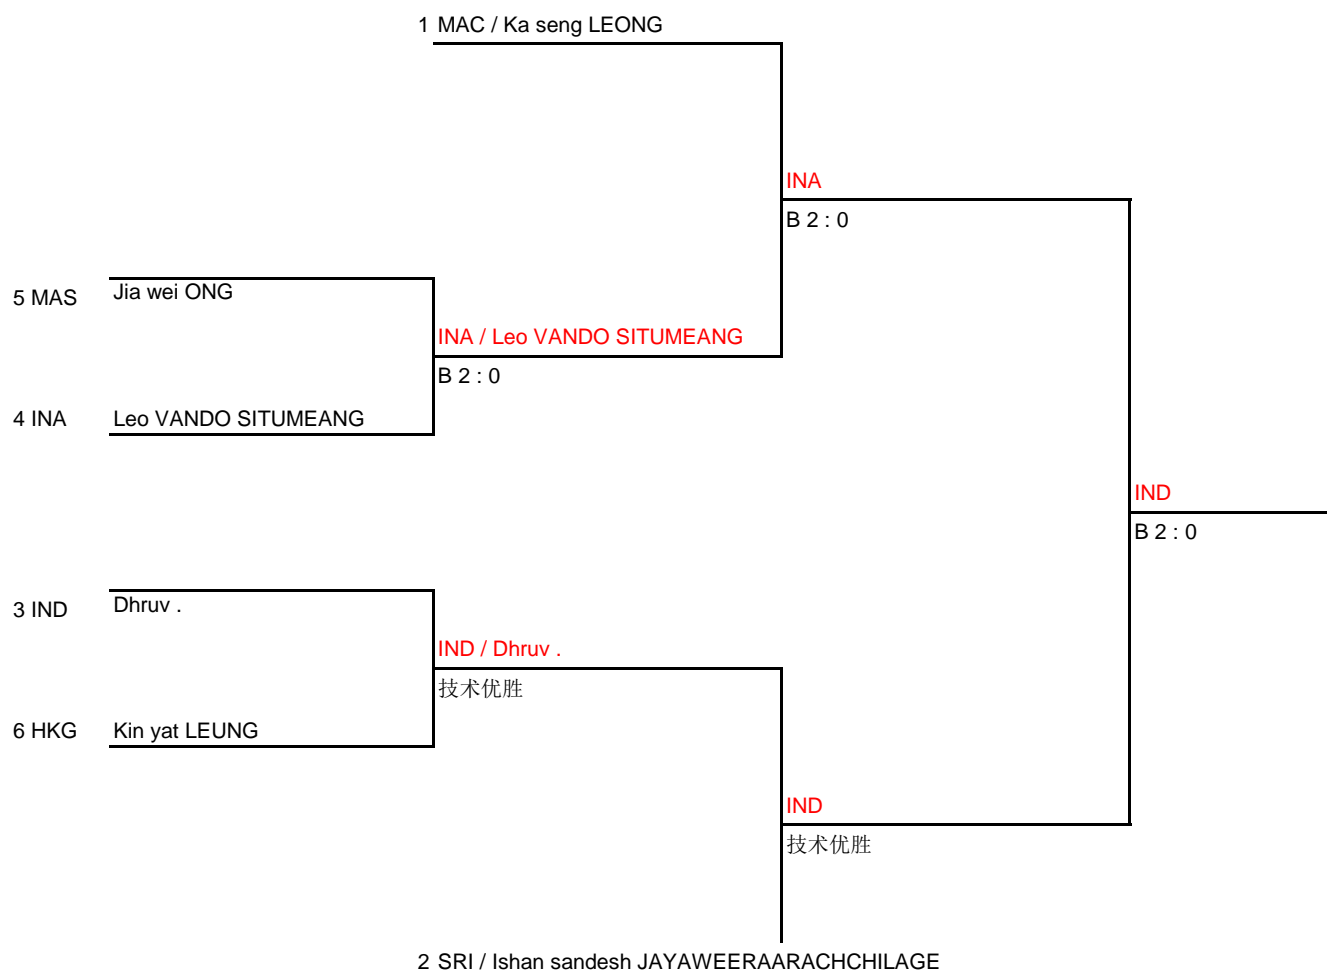 1 MAC / Ka seng LEONG
INA
B 2 : 0
5 MAS Jia wei ONG
INA / Leo VANDO SITUMEANG
B 2 : 0
4 INA Leo VANDO SITUMEANG
IND
B 2 : 0
3 IND Dhruv .
IND / Dhruv .
技术优胜
6 HKG Kin yat LEUNG
IND
技术优胜
2 SRI / Ishan sandesh JAYAWEERAARACHCHILAGE